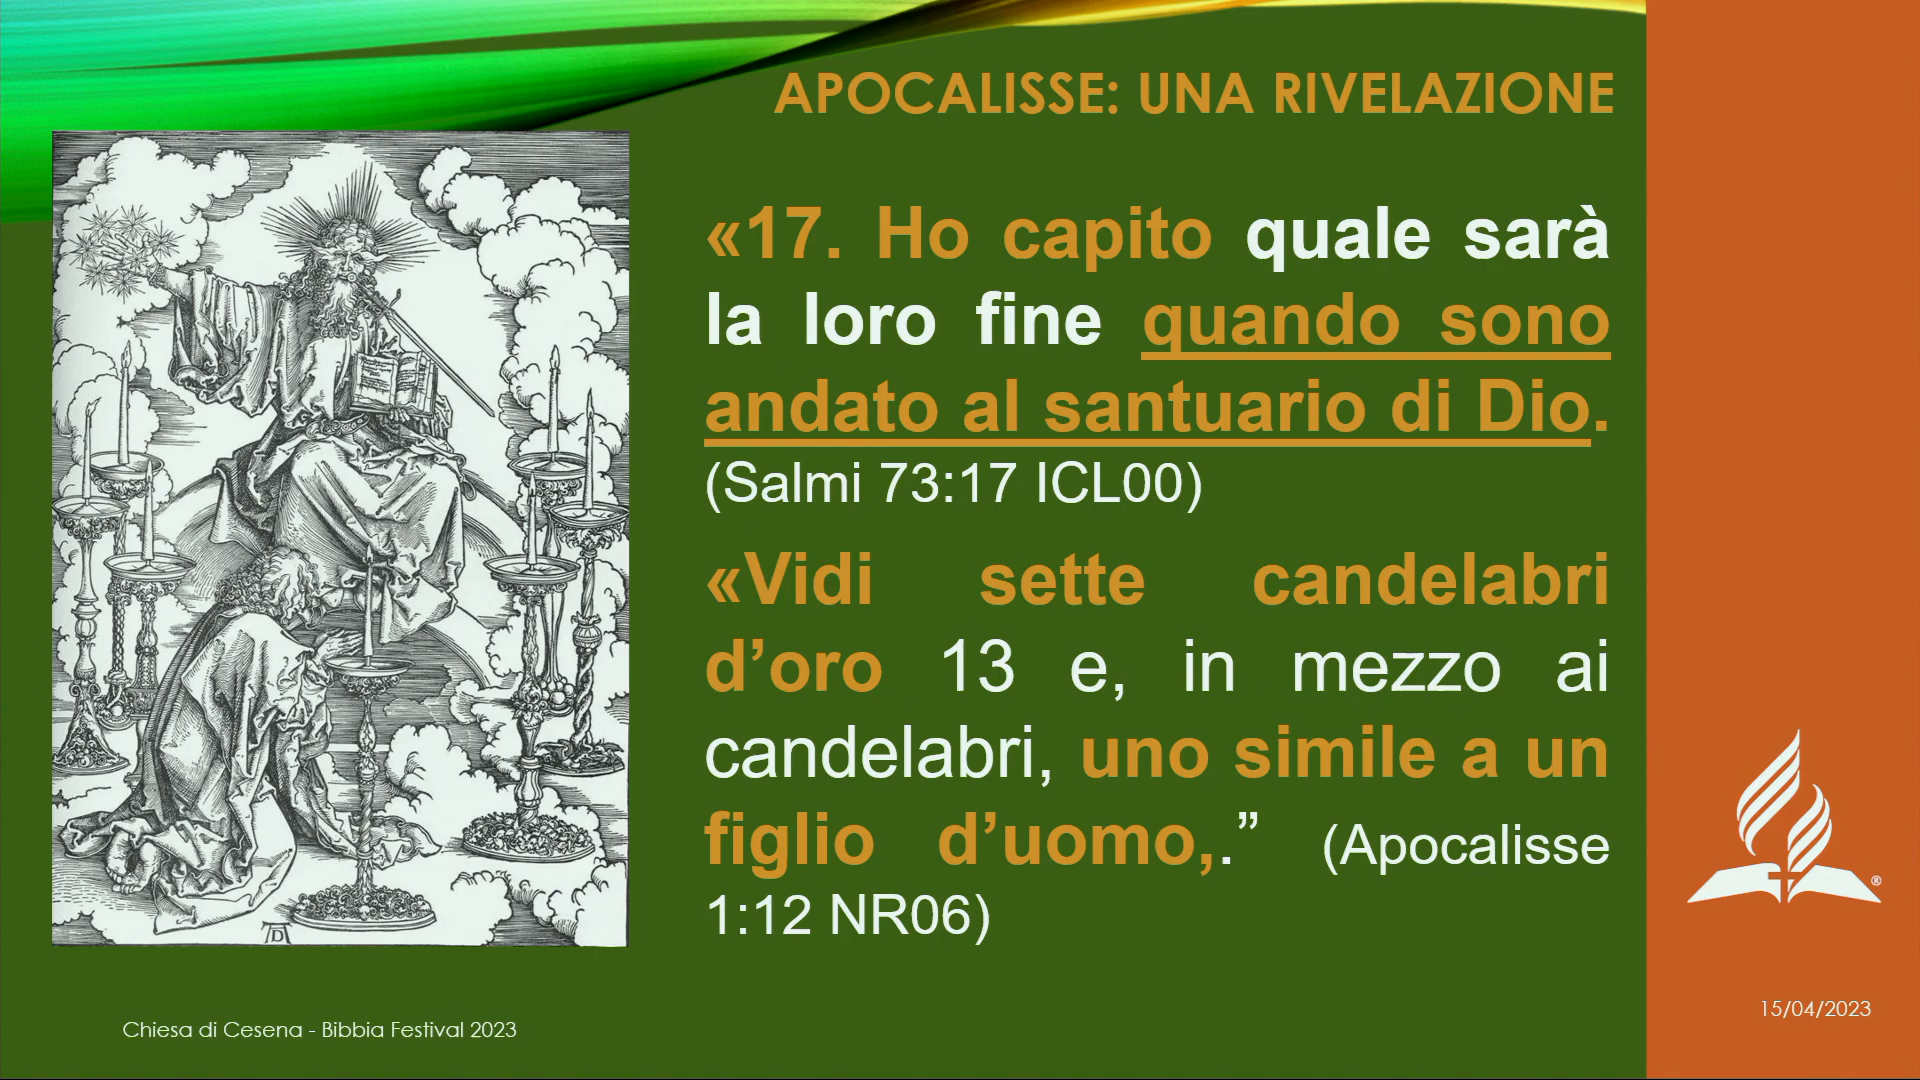 APOCALISSE: UNA RIVELAZIONE
«17. Ho capito quale sarà
la loro fine quando sono
andato al santuario di Dio.
(Salmi 73:17 ICL00)
«Vidi sette candelabri
d’oro 13 e, in mezzo ai
candelabri, uno simile a un
figlio d’uomo,.” (Apocalisse
1:12 NR06)
AD
®
15/04/2023
Chiesa di Cesena - Bibbia Festival 2023